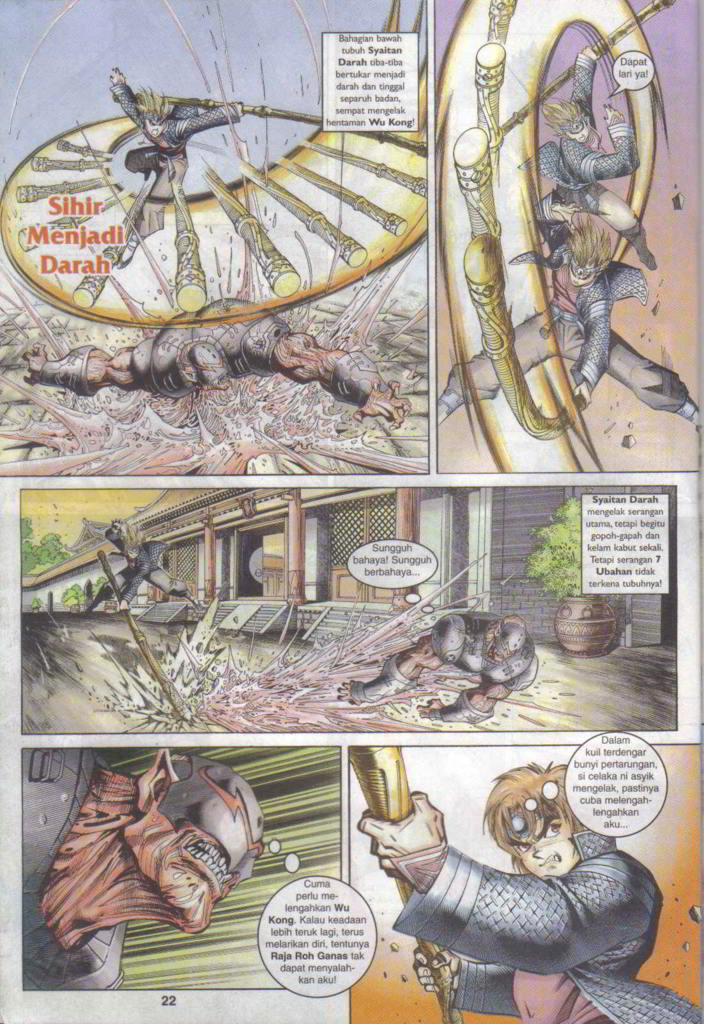 Bahagian bawah
tubuh Syaitan
Darah tiba-tiba
bertukar menjadi
darah dan tinggal
separuh badan,
sempat mengelak
hentaman Wu Kong!
Sihir
Menjadi
Darah
Dapat
lari ya!
Syaitan Darah
mengelak serangan
utama, tetapi begitu
gopoh-gapah dan
kelam kabut sekali.
Tetapi serangan 7
Ubahan tidak
terkena tubuhnya!
Sungguh
bahaya! Sungguh
berbahaya...
Cuma
perlu me-
lengahkan Wu
Kong. Kalau keadaan
lebih teruk lagi, terus
melarikan diri, tentunya
Raja Roh Ganas tak
dapat menyalah-
kan aku!
Dalam
kuil terdengar
bunyi pertarungan,
si celaka ni asyik
mengelak, pastinya
cuba melengah-
lengahkan
aku...
22